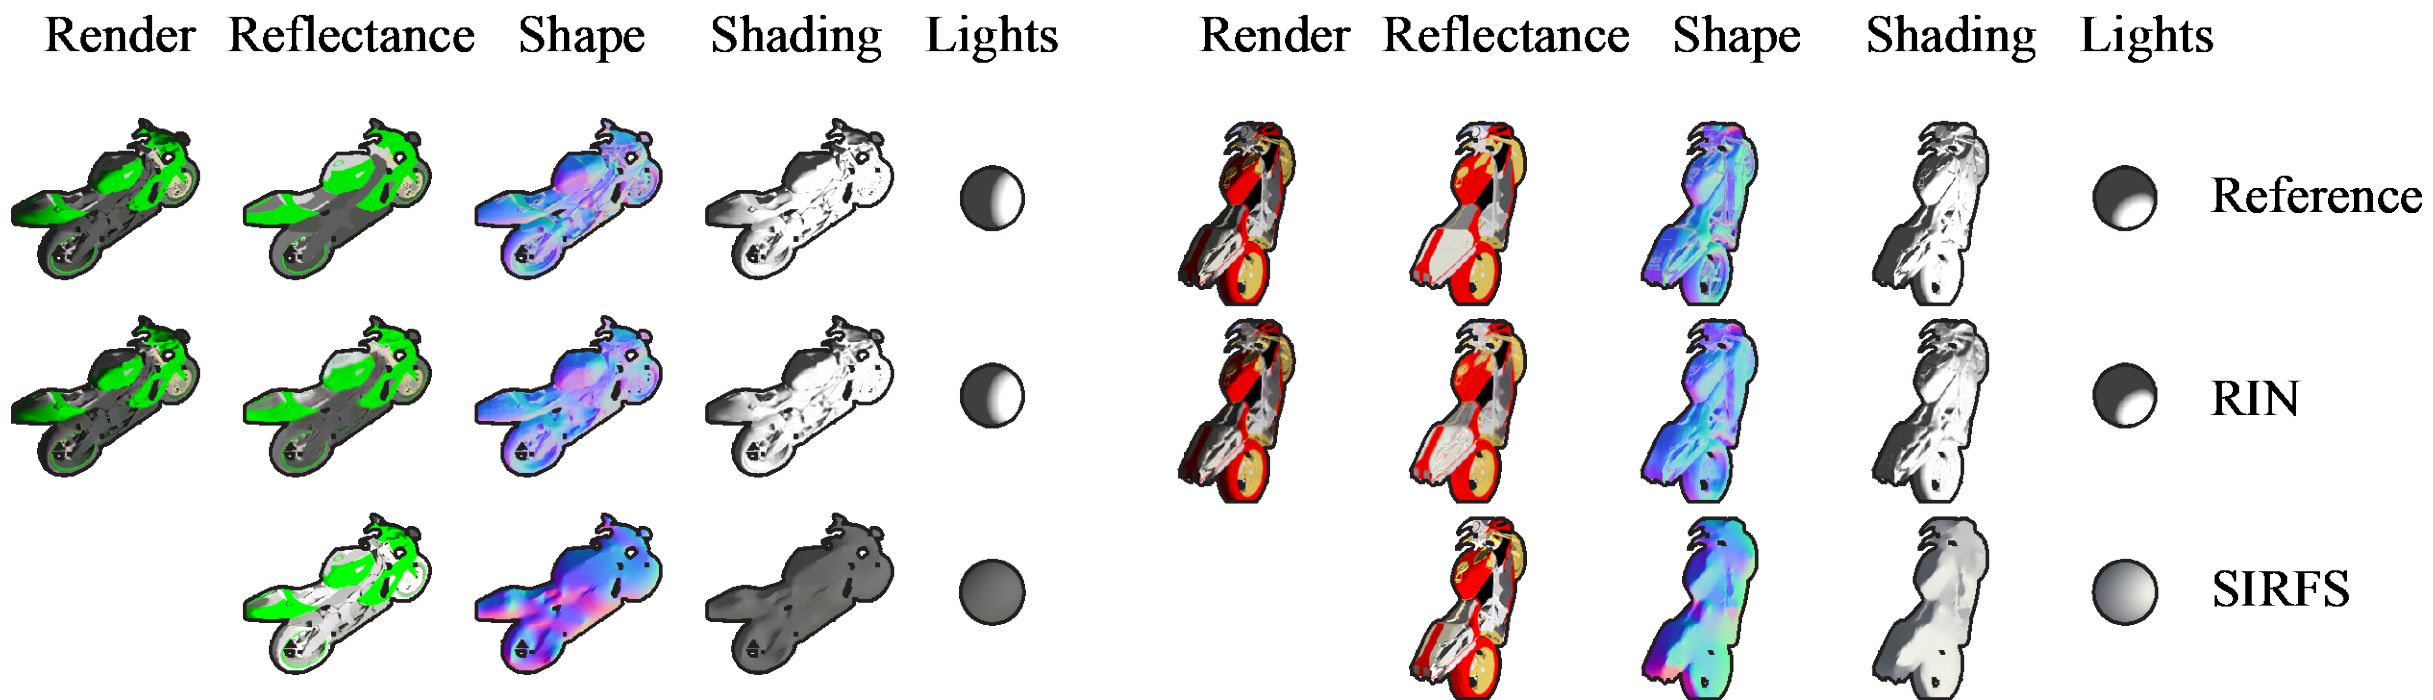 Render Reflectance Shape Shading Lights Render Reflectance Shape Shading Lights
Reference
RIN
SIRFS